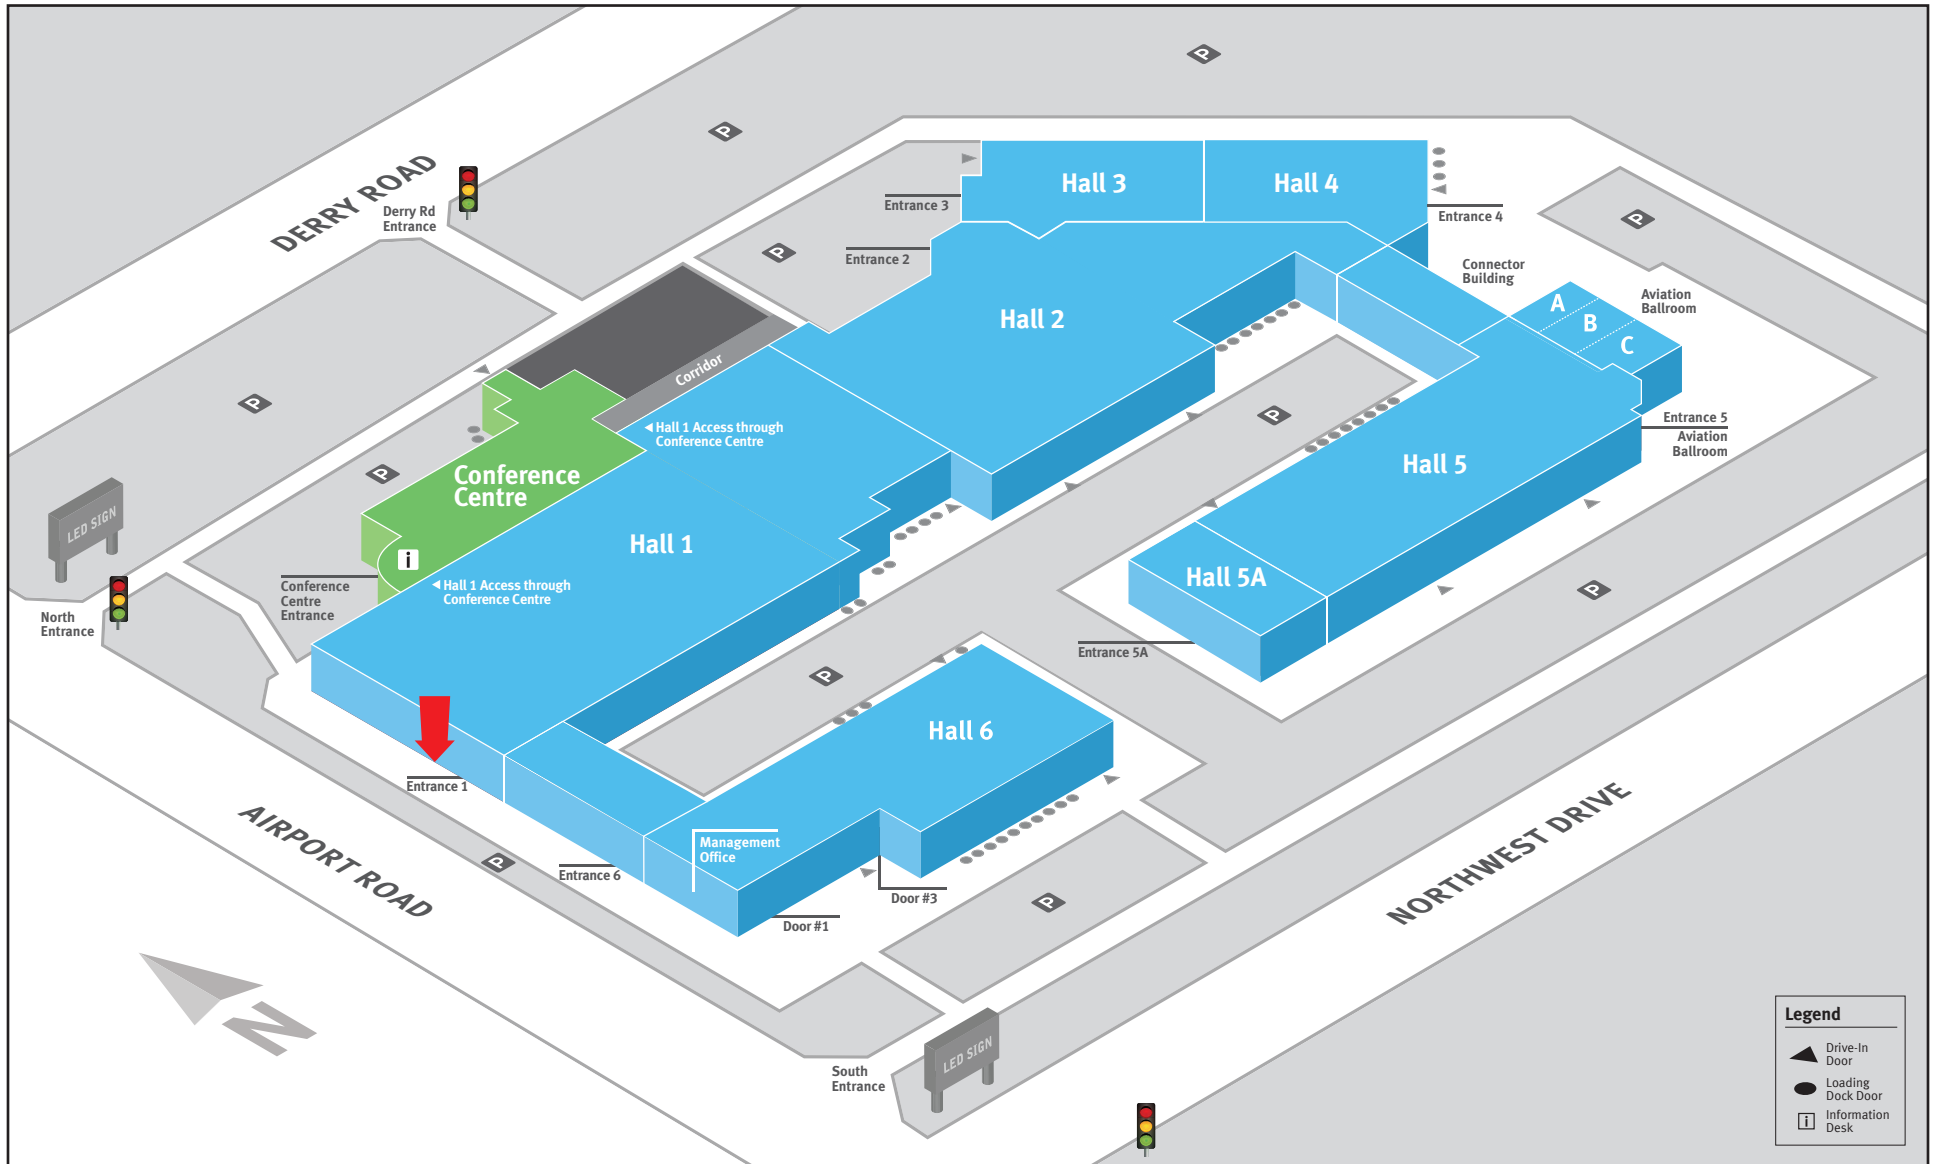 P
P
DERRY ROAD
Derry Rd
Entrance
Hall 3
Hall 4
Entrance 3
Entrance 4
P
P
Entrance 2
Connector
Building
Aviation
Ballroom
A
B
C
Hall 2
Corridor
P
P
Entrance 5
Aviation
Ballroom
Hall 1 Access through
Conference Centre
Hall 5
P
Conference
Centre
LED SIGN
Hall 1
i
Hall 5A
Hall 1 Access through
Conference Centre
Conference
Centre
Entrance
P
North
Entrance
Entrance 5A
P
Hall 6
Entrance 1
AIRPORT ROAD
NORTHWEST DRIVE
Management
Office
P
Entrance 6
Door #3
P
Door #1
N
LED SIGN
South
Entrance
Legend
Drive-In
Door
Loading
Dock Door
i
Information
Desk